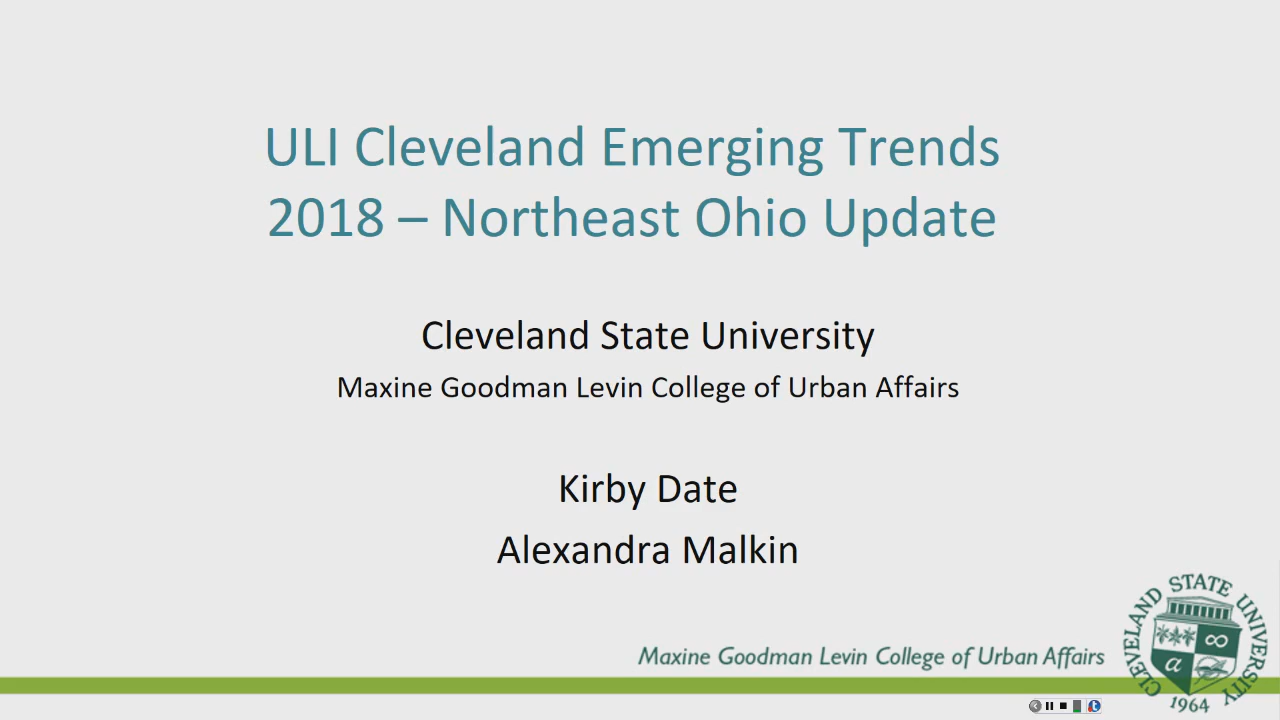 ULI Cleveland Emerging Trends
2018 – Northeast Ohio Update
Cleveland State University
Maxine Goodman Levin College of Urban Affairs
Kirby Date
Alexandra Malkin
Maxine Goodman Levin College of Urban Affairs
CLEVELAND STATE UNIVERSITY
1964